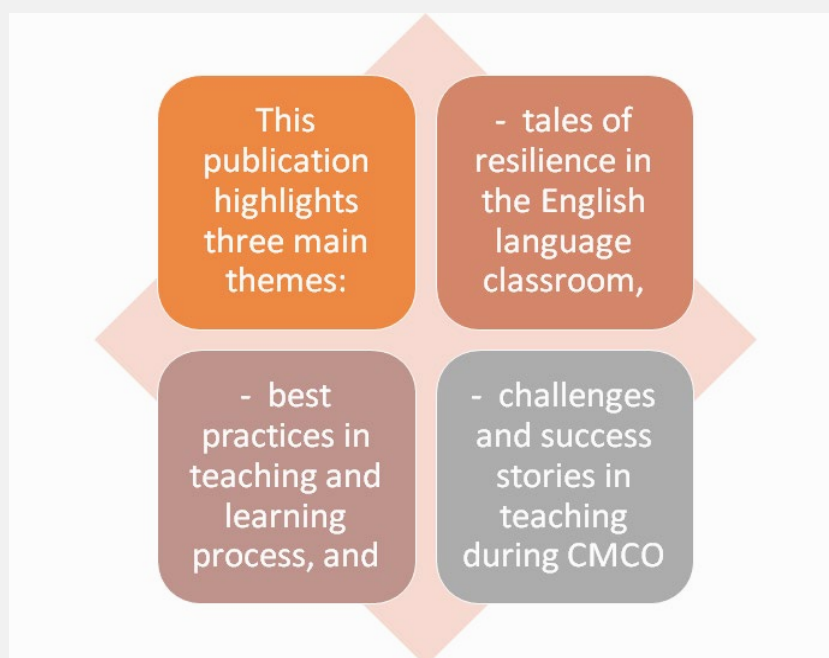 This
publication
highlights
three main
themes:
- tales of
resilience in
the English
language
classroom,
- best
practices in
teaching and
learning
process, and
- challenges
and success
stories in
teaching
during CMCO